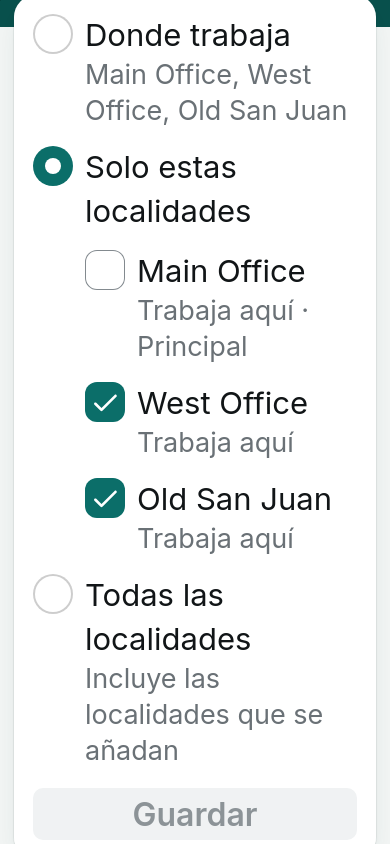 Donde trabaja
Main Office, West
Office, Old San Juan
Solo estas
localidades
Main Office
Trabaja aquí ·
Principal
West Office
Trabaja aquí
Old San Juan
Trabaja aquí
Todas las
localidades
Incluye las
localidades que se
añadan
Guardar